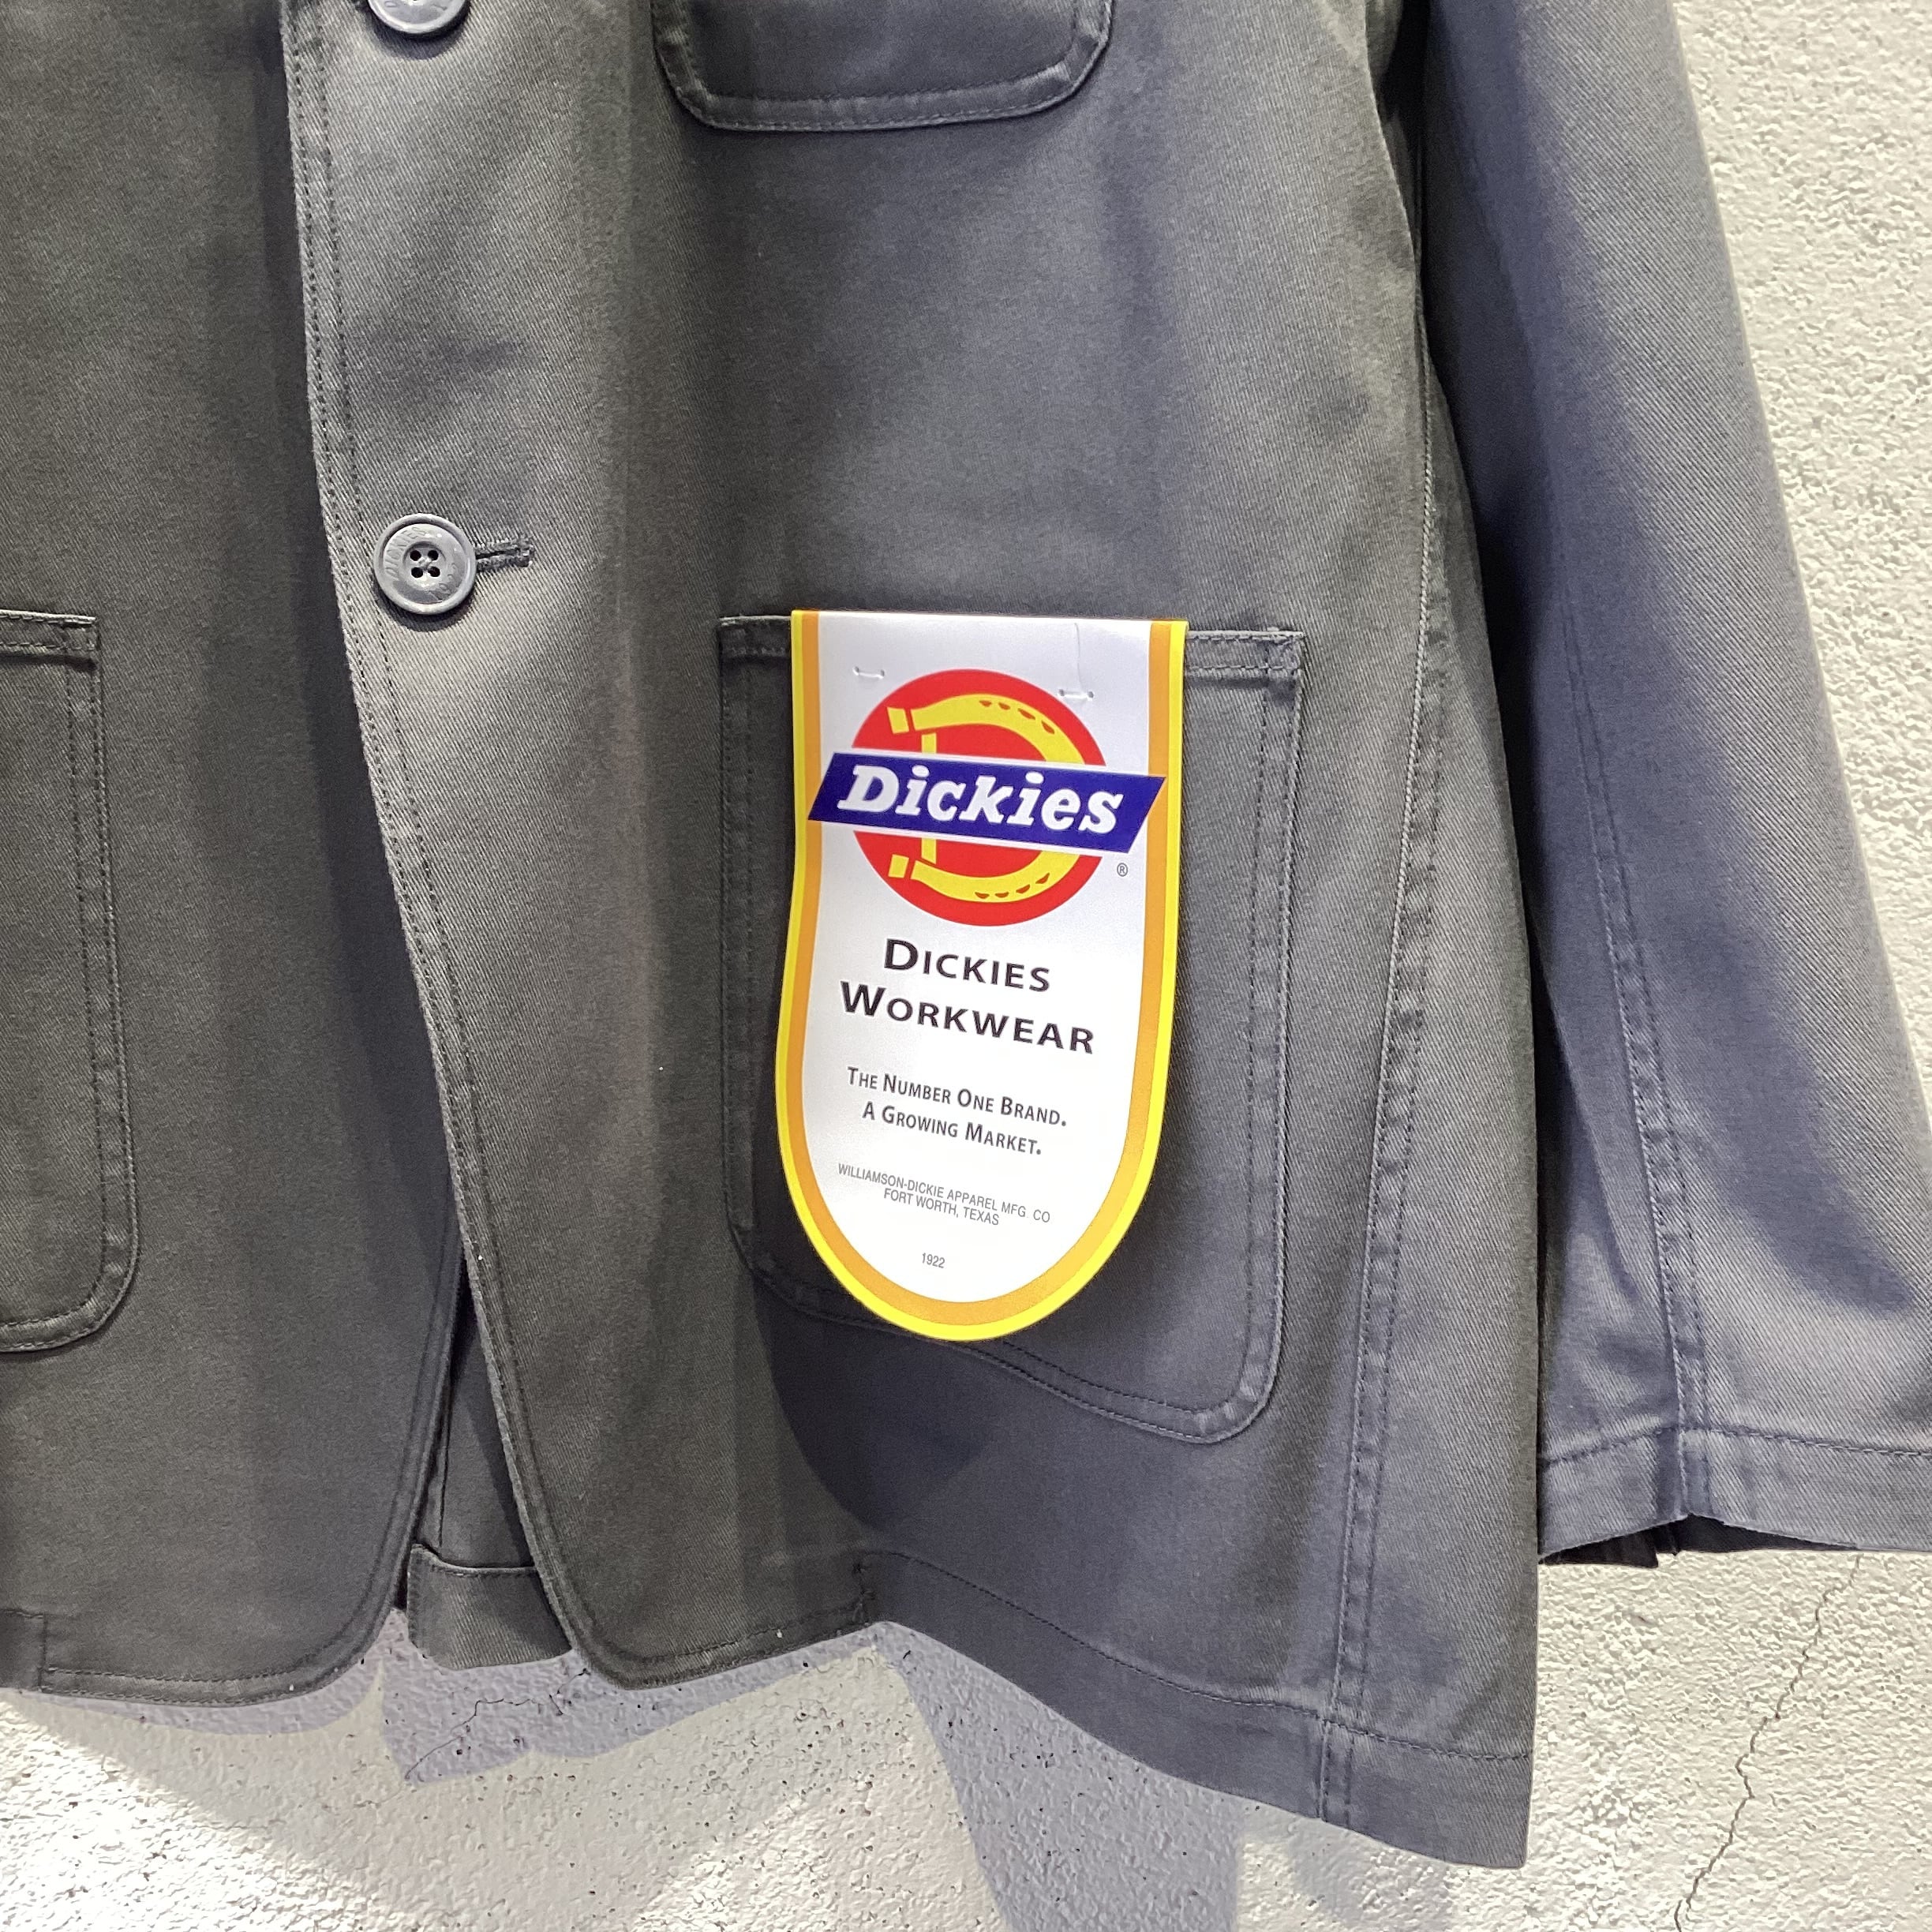 Dickies
®
DICKIES
WORKWEAR
THE NUMBER ONE BRAND.
A GROWING MARKET.
WILLIAMSON-DICKIE APPAREL MFG CO
FORT WORTH, TEXAS
1922